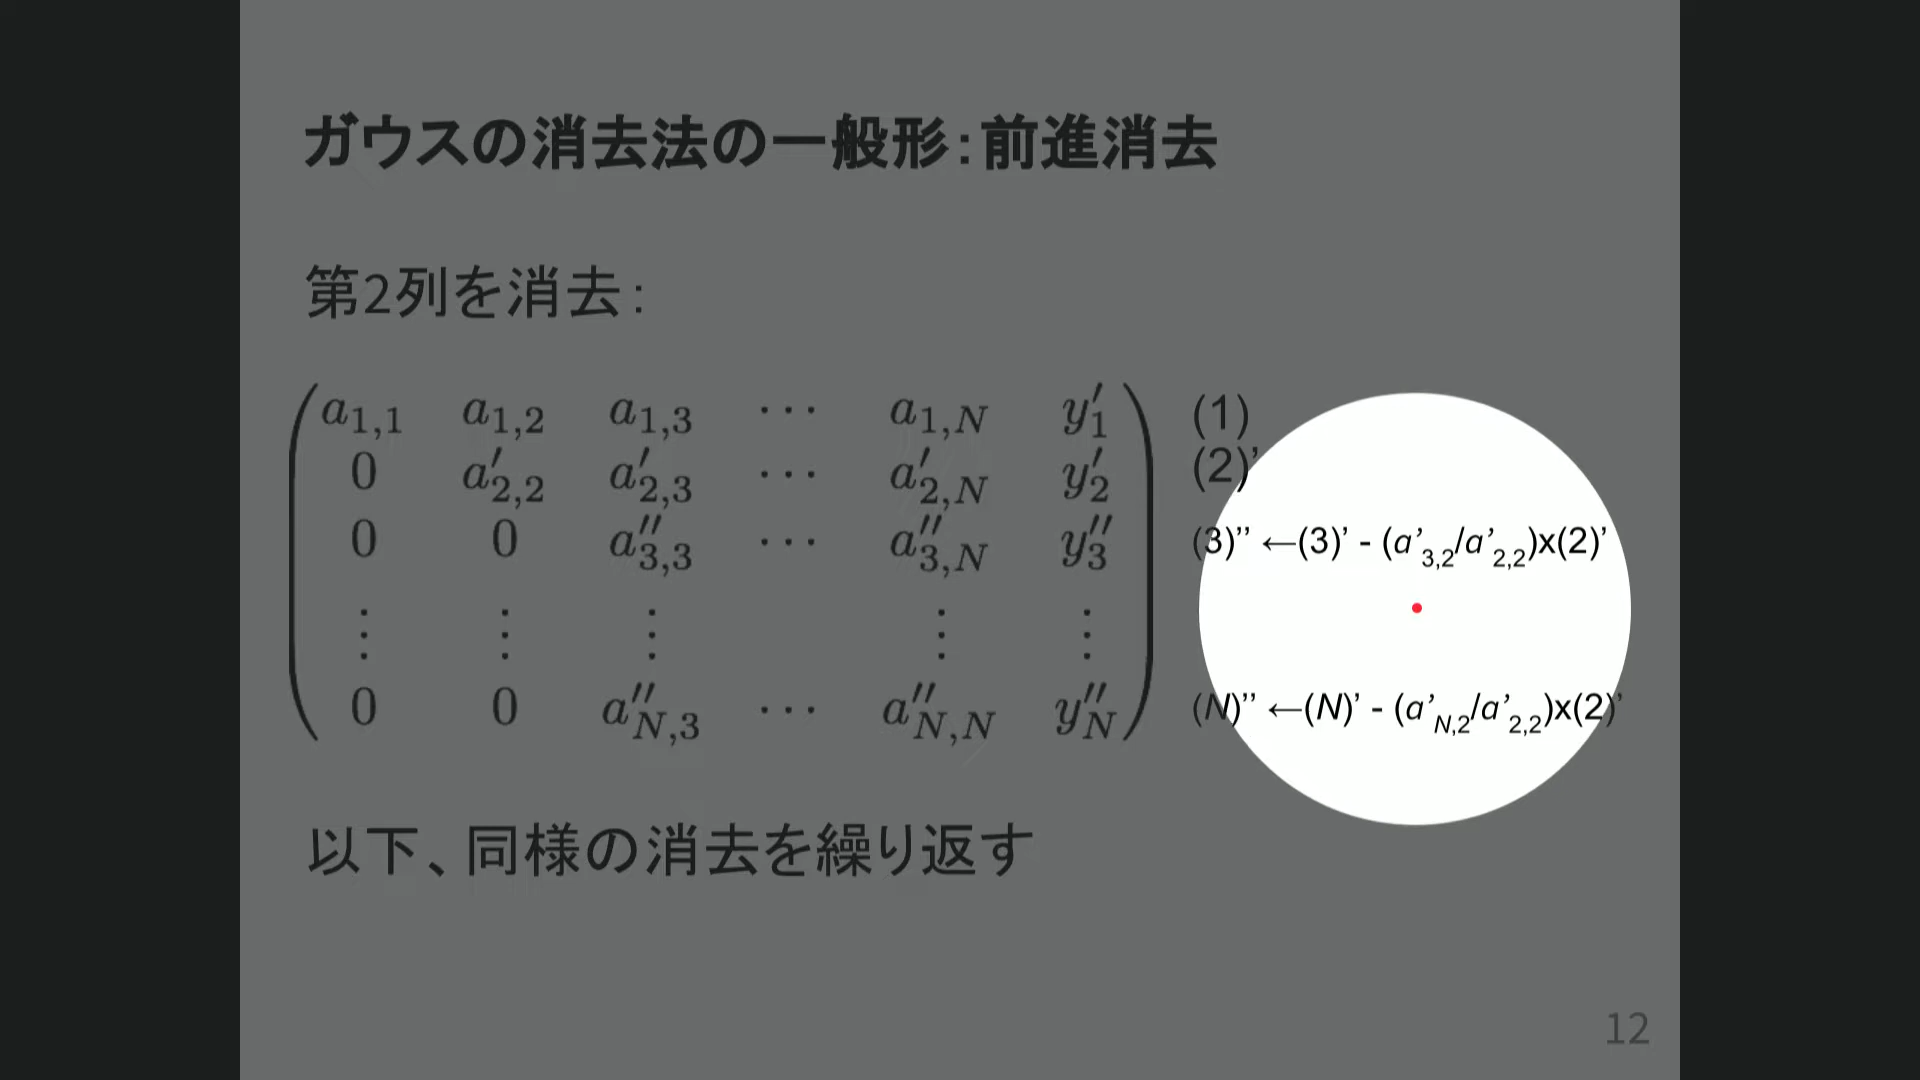 ガウスの消去法の一般形：前進消去
第2列を消去：
a1,1 a1,2 a1,3 ⋯ a1,N y′1 (1)
0 a′2,2 a′2,3 ⋯ a′2,N y′2 (2)’
0 0 a′′3,3 ⋯ a′′3,N y′′3 (3)’’ ←(3)’ - (a’3,2/a’2,2)x(2)’
⋮ ⋮ ⋮ ⋮ ⋮
0 0 a′′N,3 ⋯ a′′N,N y′′N (N)’’ ←(N)’ - (a’N,2/a’2,2)x(2)’
以下、同様の消去を繰り返す
12